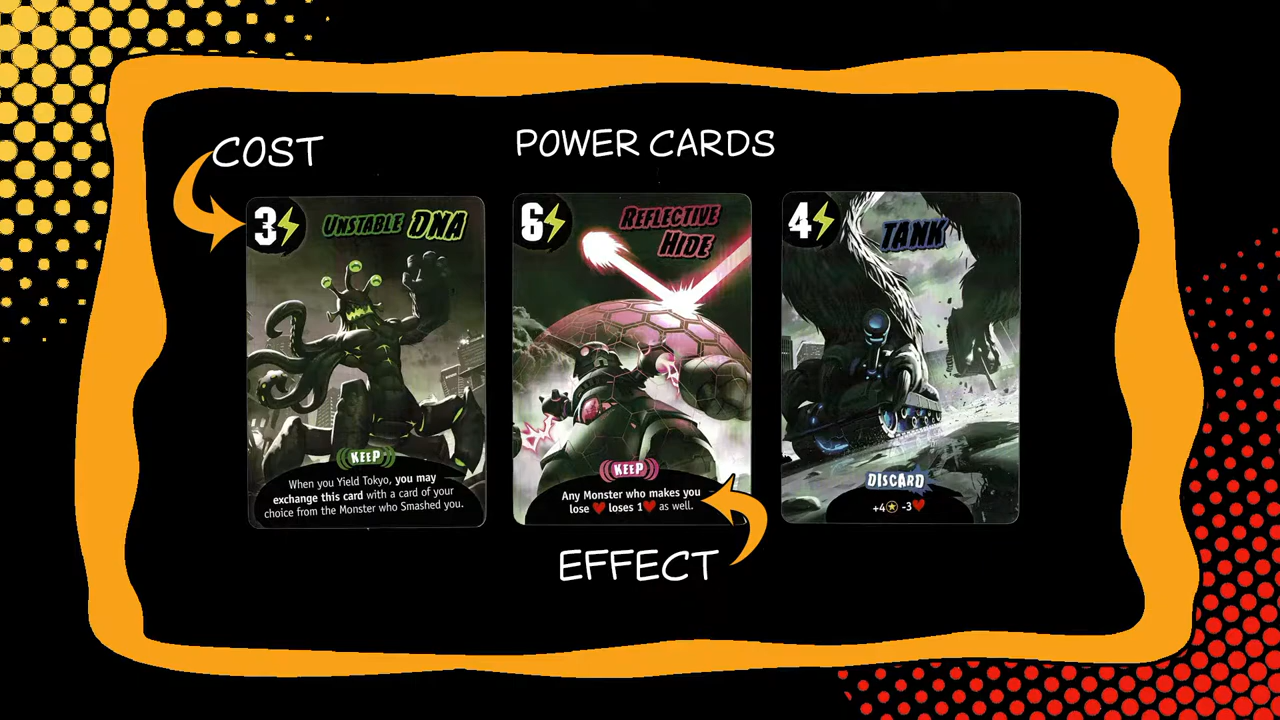 COST
POWER CARDS
3
UNSTABLE DNA
KEEP
When you Yield Tokyo, you may
exchange this card with a card of your
choice from the Monster who Smashed you.
6
REFLECTIVE
HIDE
KEEP
Any Monster who makes you
lose ❤ loses 1❤ as well.
4
TANK
DISCARD
+4★ -3❤
EFFECT